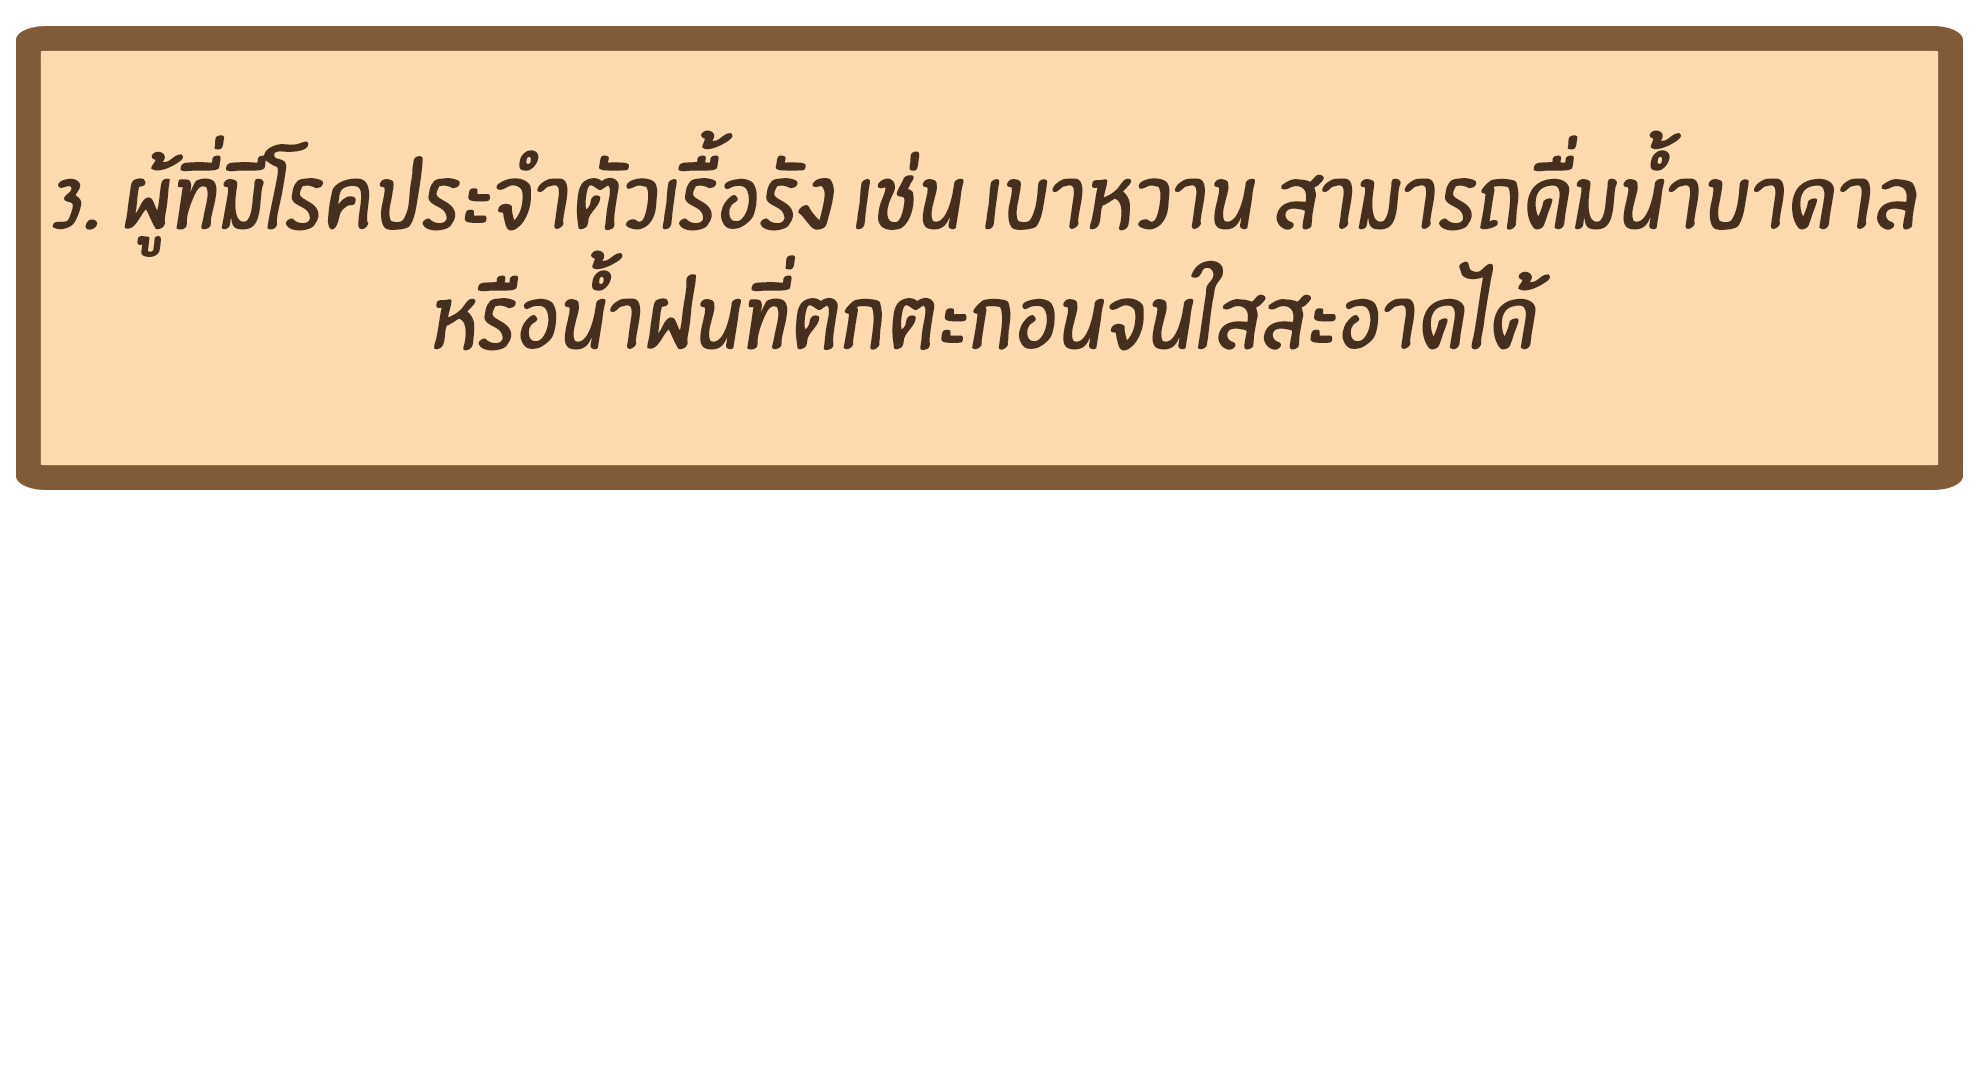 3. ผู้ที่มีโรคประจำตัวเรื้อรัง เช่น เบาหวาน สามารถดื่มน้ำบาดาล
หรือน้ำฝนที่ตกตะกอนจนใสสะอาดได้